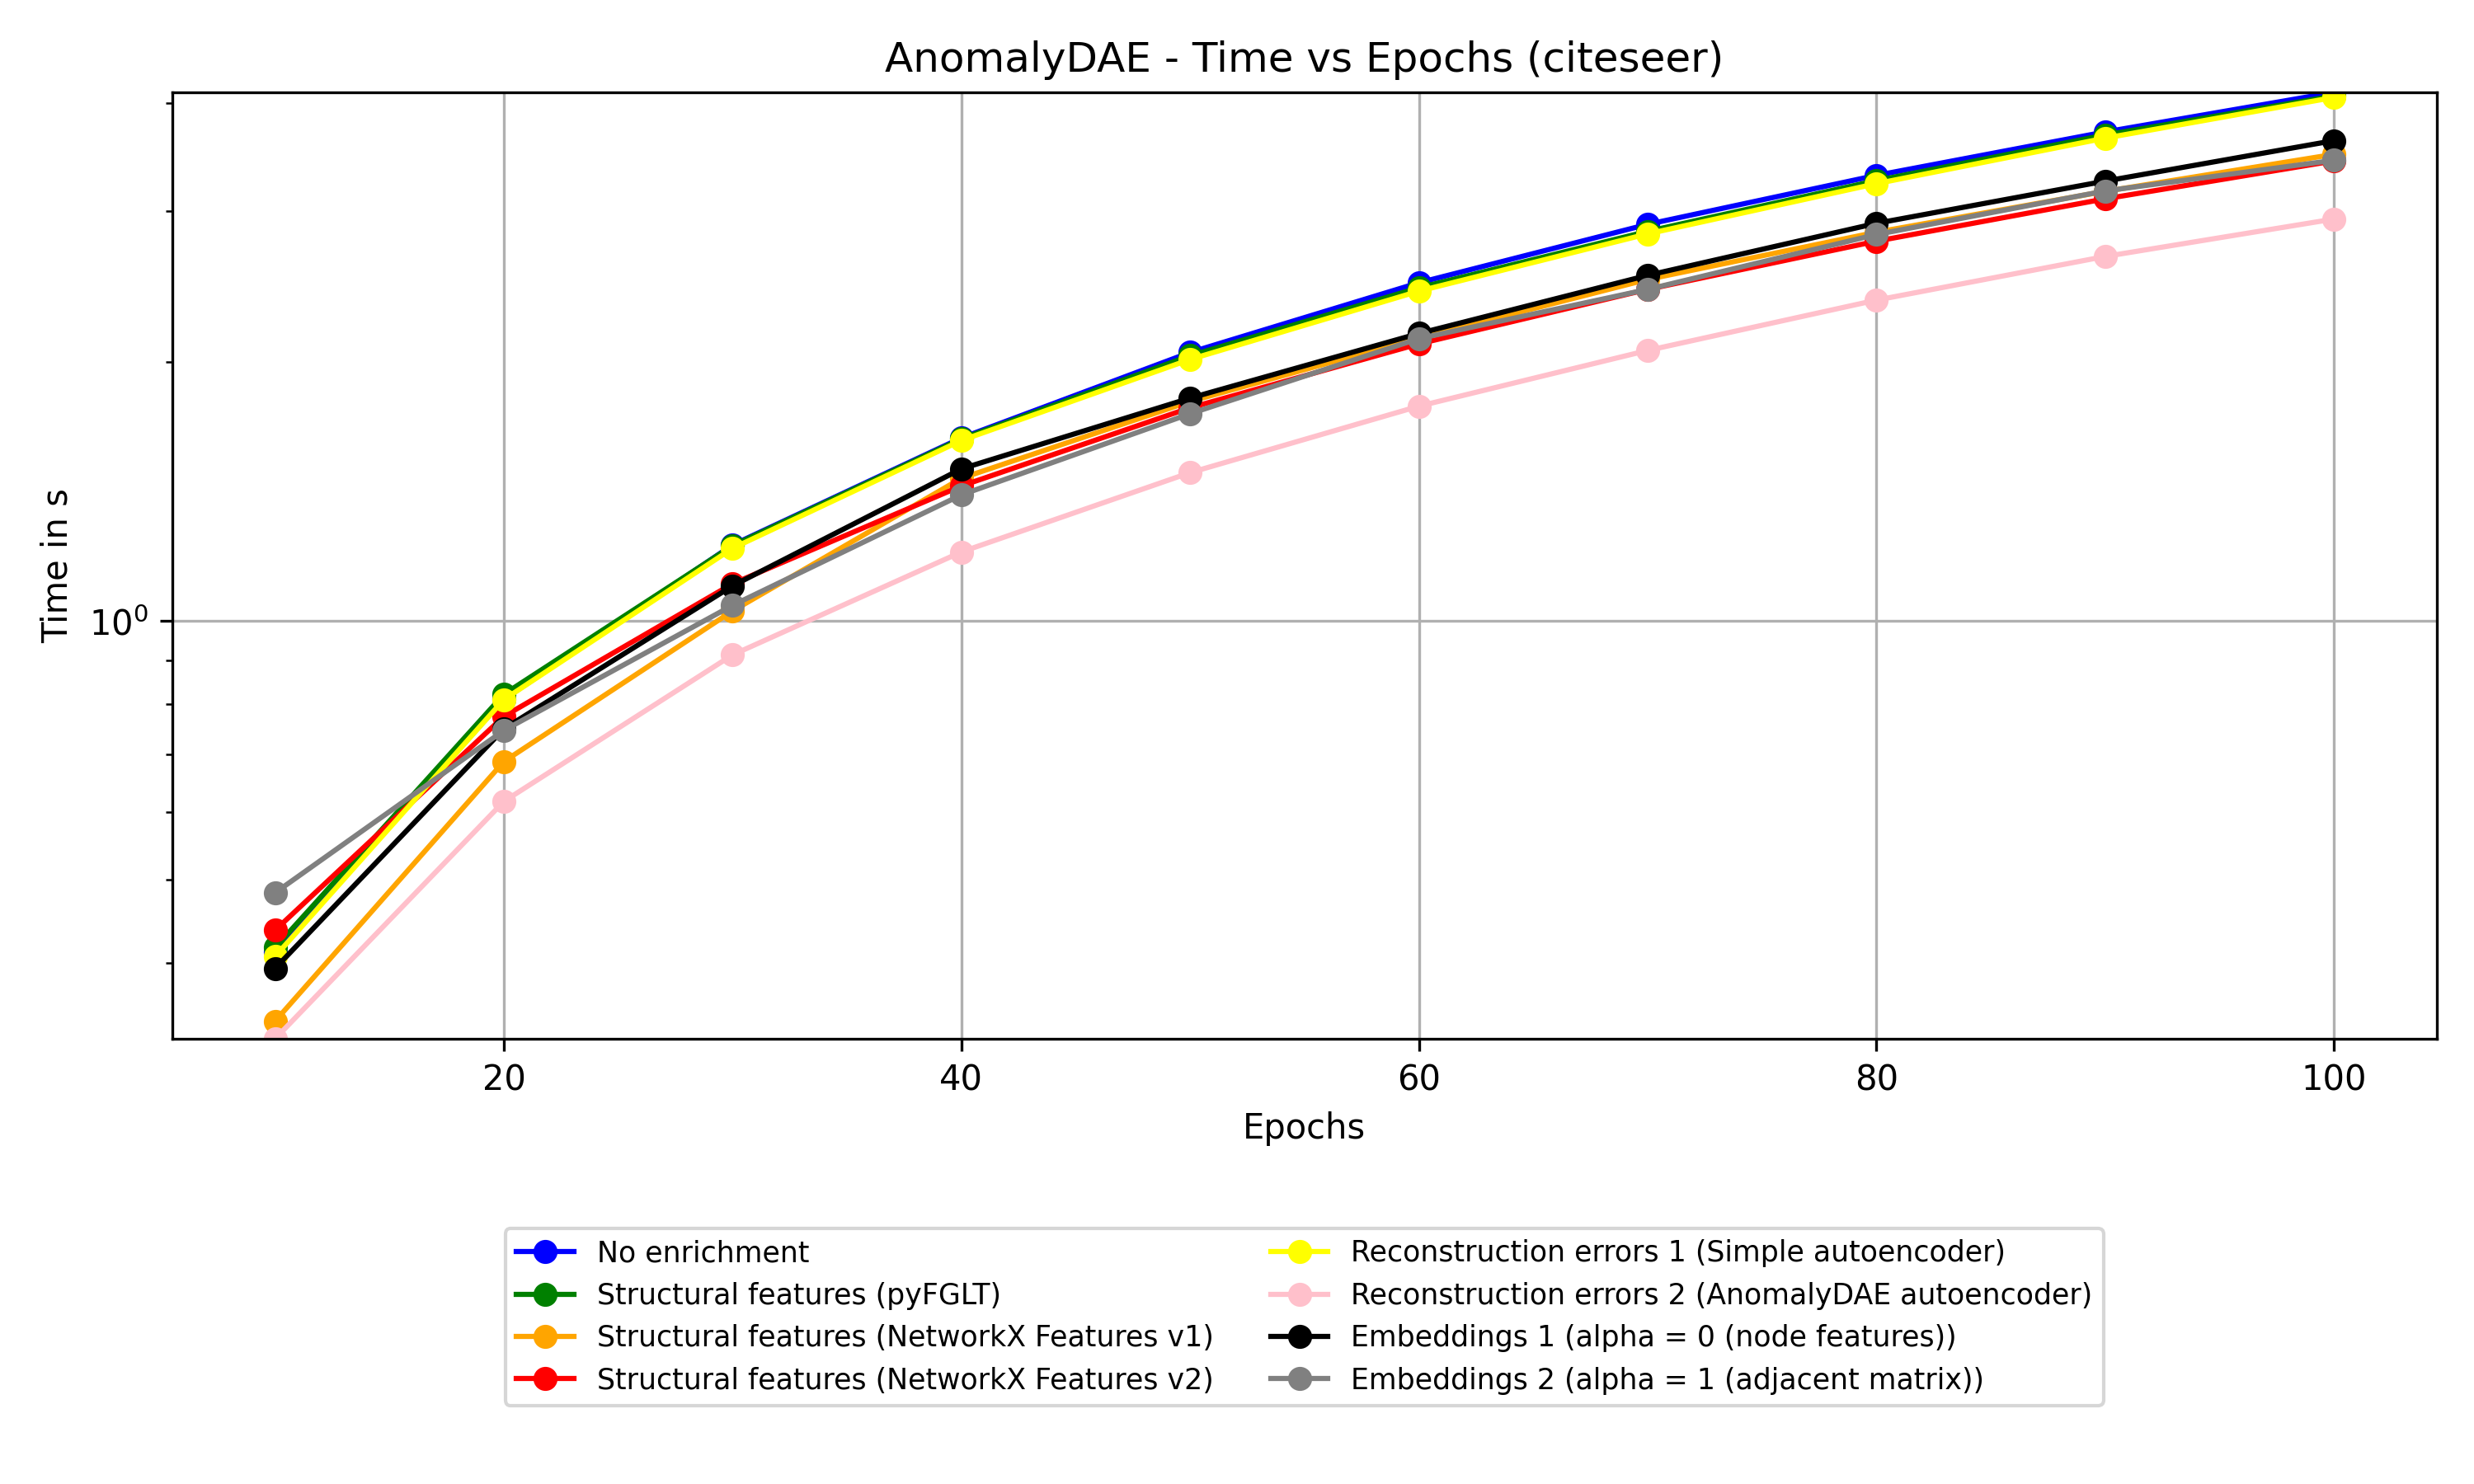 AnomalyDAE - Time vs Epochs (citeseer)
Time in s
10⁰
20 40 60 80 100
Epochs
No enrichment
Structural features (pyFGLT)
Structural features (NetworkX Features v1)
Structural features (NetworkX Features v2)
Reconstruction errors 1 (Simple autoencoder)
Reconstruction errors 2 (AnomalyDAE autoencoder)
Embeddings 1 (alpha = 0 (node features))
Embeddings 2 (alpha = 1 (adjacent matrix))